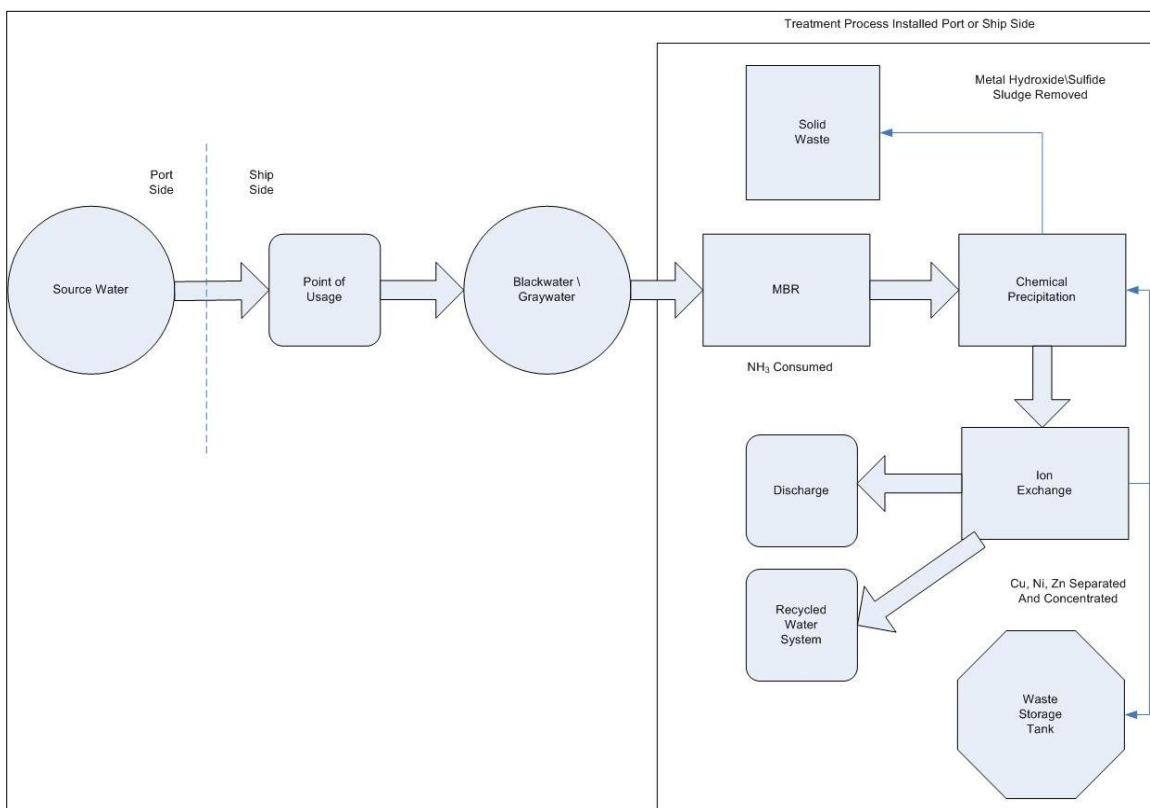 Treatment Process Installed Port or Ship Side
Metal Hydroxide\Sulfide
Sludge Removed
Solid
Waste
Port
Side
Ship
Side
Source Water
Point of
Usage
Blackwater \
Graywater
MBR
Chemical
Precipitation
NH₃ Consumed
Discharge
Ion
Exchange
Cu, Ni, Zn Separated
And Concentrated
Recycled
Water
System
Waste
Storage
Tank